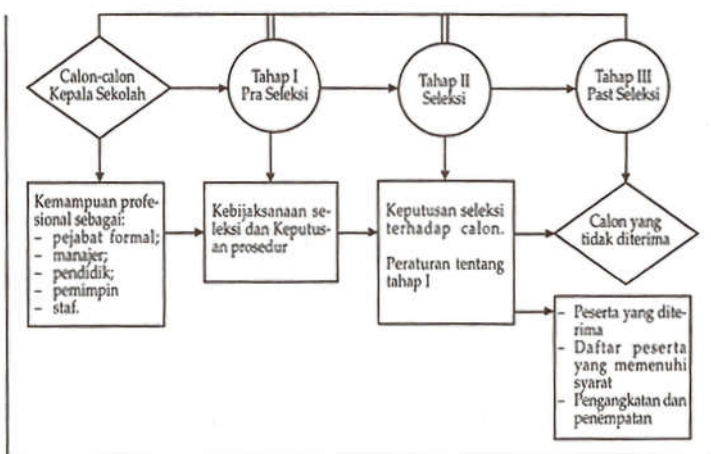 Calon-calon
Kepala Sekolah
Tahap I
Pra Seleksi
Tahap II
Seleksi
Tahap III
Past Seleksi
Kemampuan profe-
sional sebagai:
– pejabat formal;
– manajer;
– pendidik;
– pemimpin
– staf.
Kebijaksanaan se-
leksi dan Keputus-
an prosedur
Keputusan seleksi
terhadap calon.
Peraturan tentang
tahap I
Calon yang
tidak diterima
– Peserta yang dite-
rima
– Daftar peserta
yang memenuhi
syarat
– Pengangkatan dan
penempatan